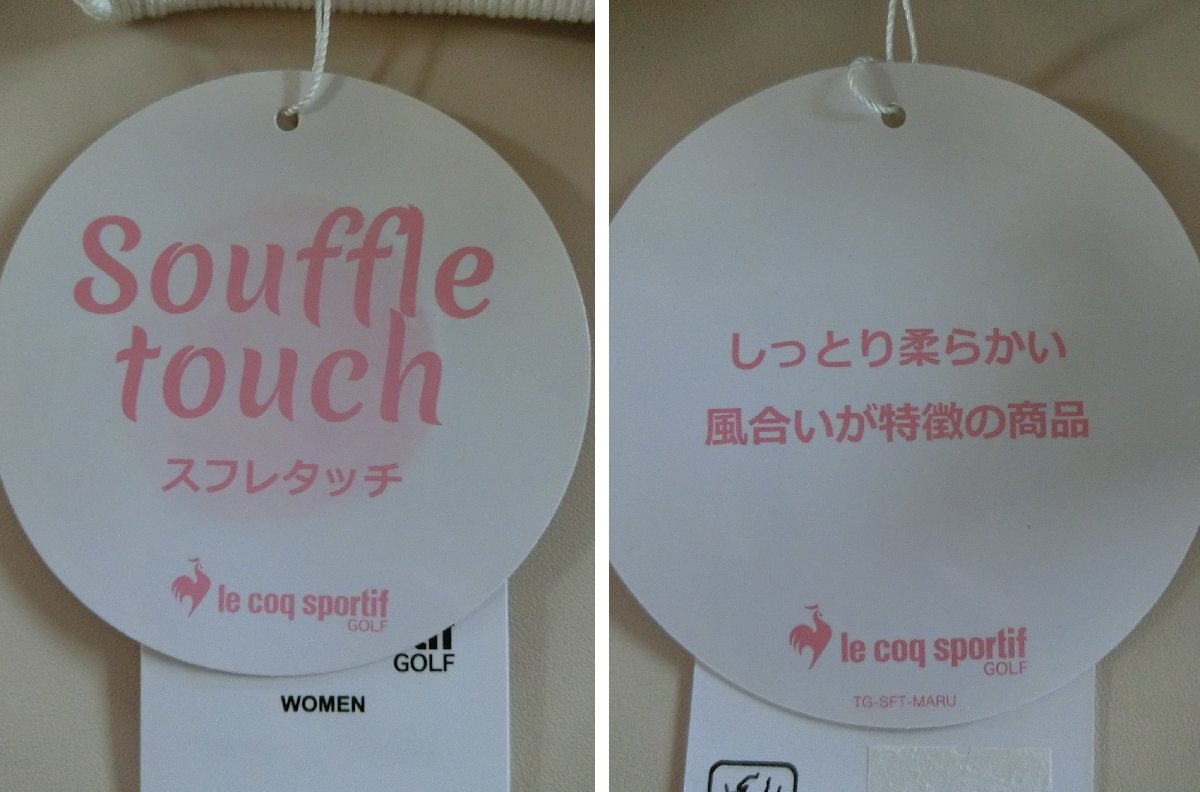 Souffle
touch
スフレタッチ
le coq sportif
GOLF
GOLF
WOMEN
しっとり柔らかい
風合いが特徴の商品
le coq sportif
GOLF
TG-SFT-MARU